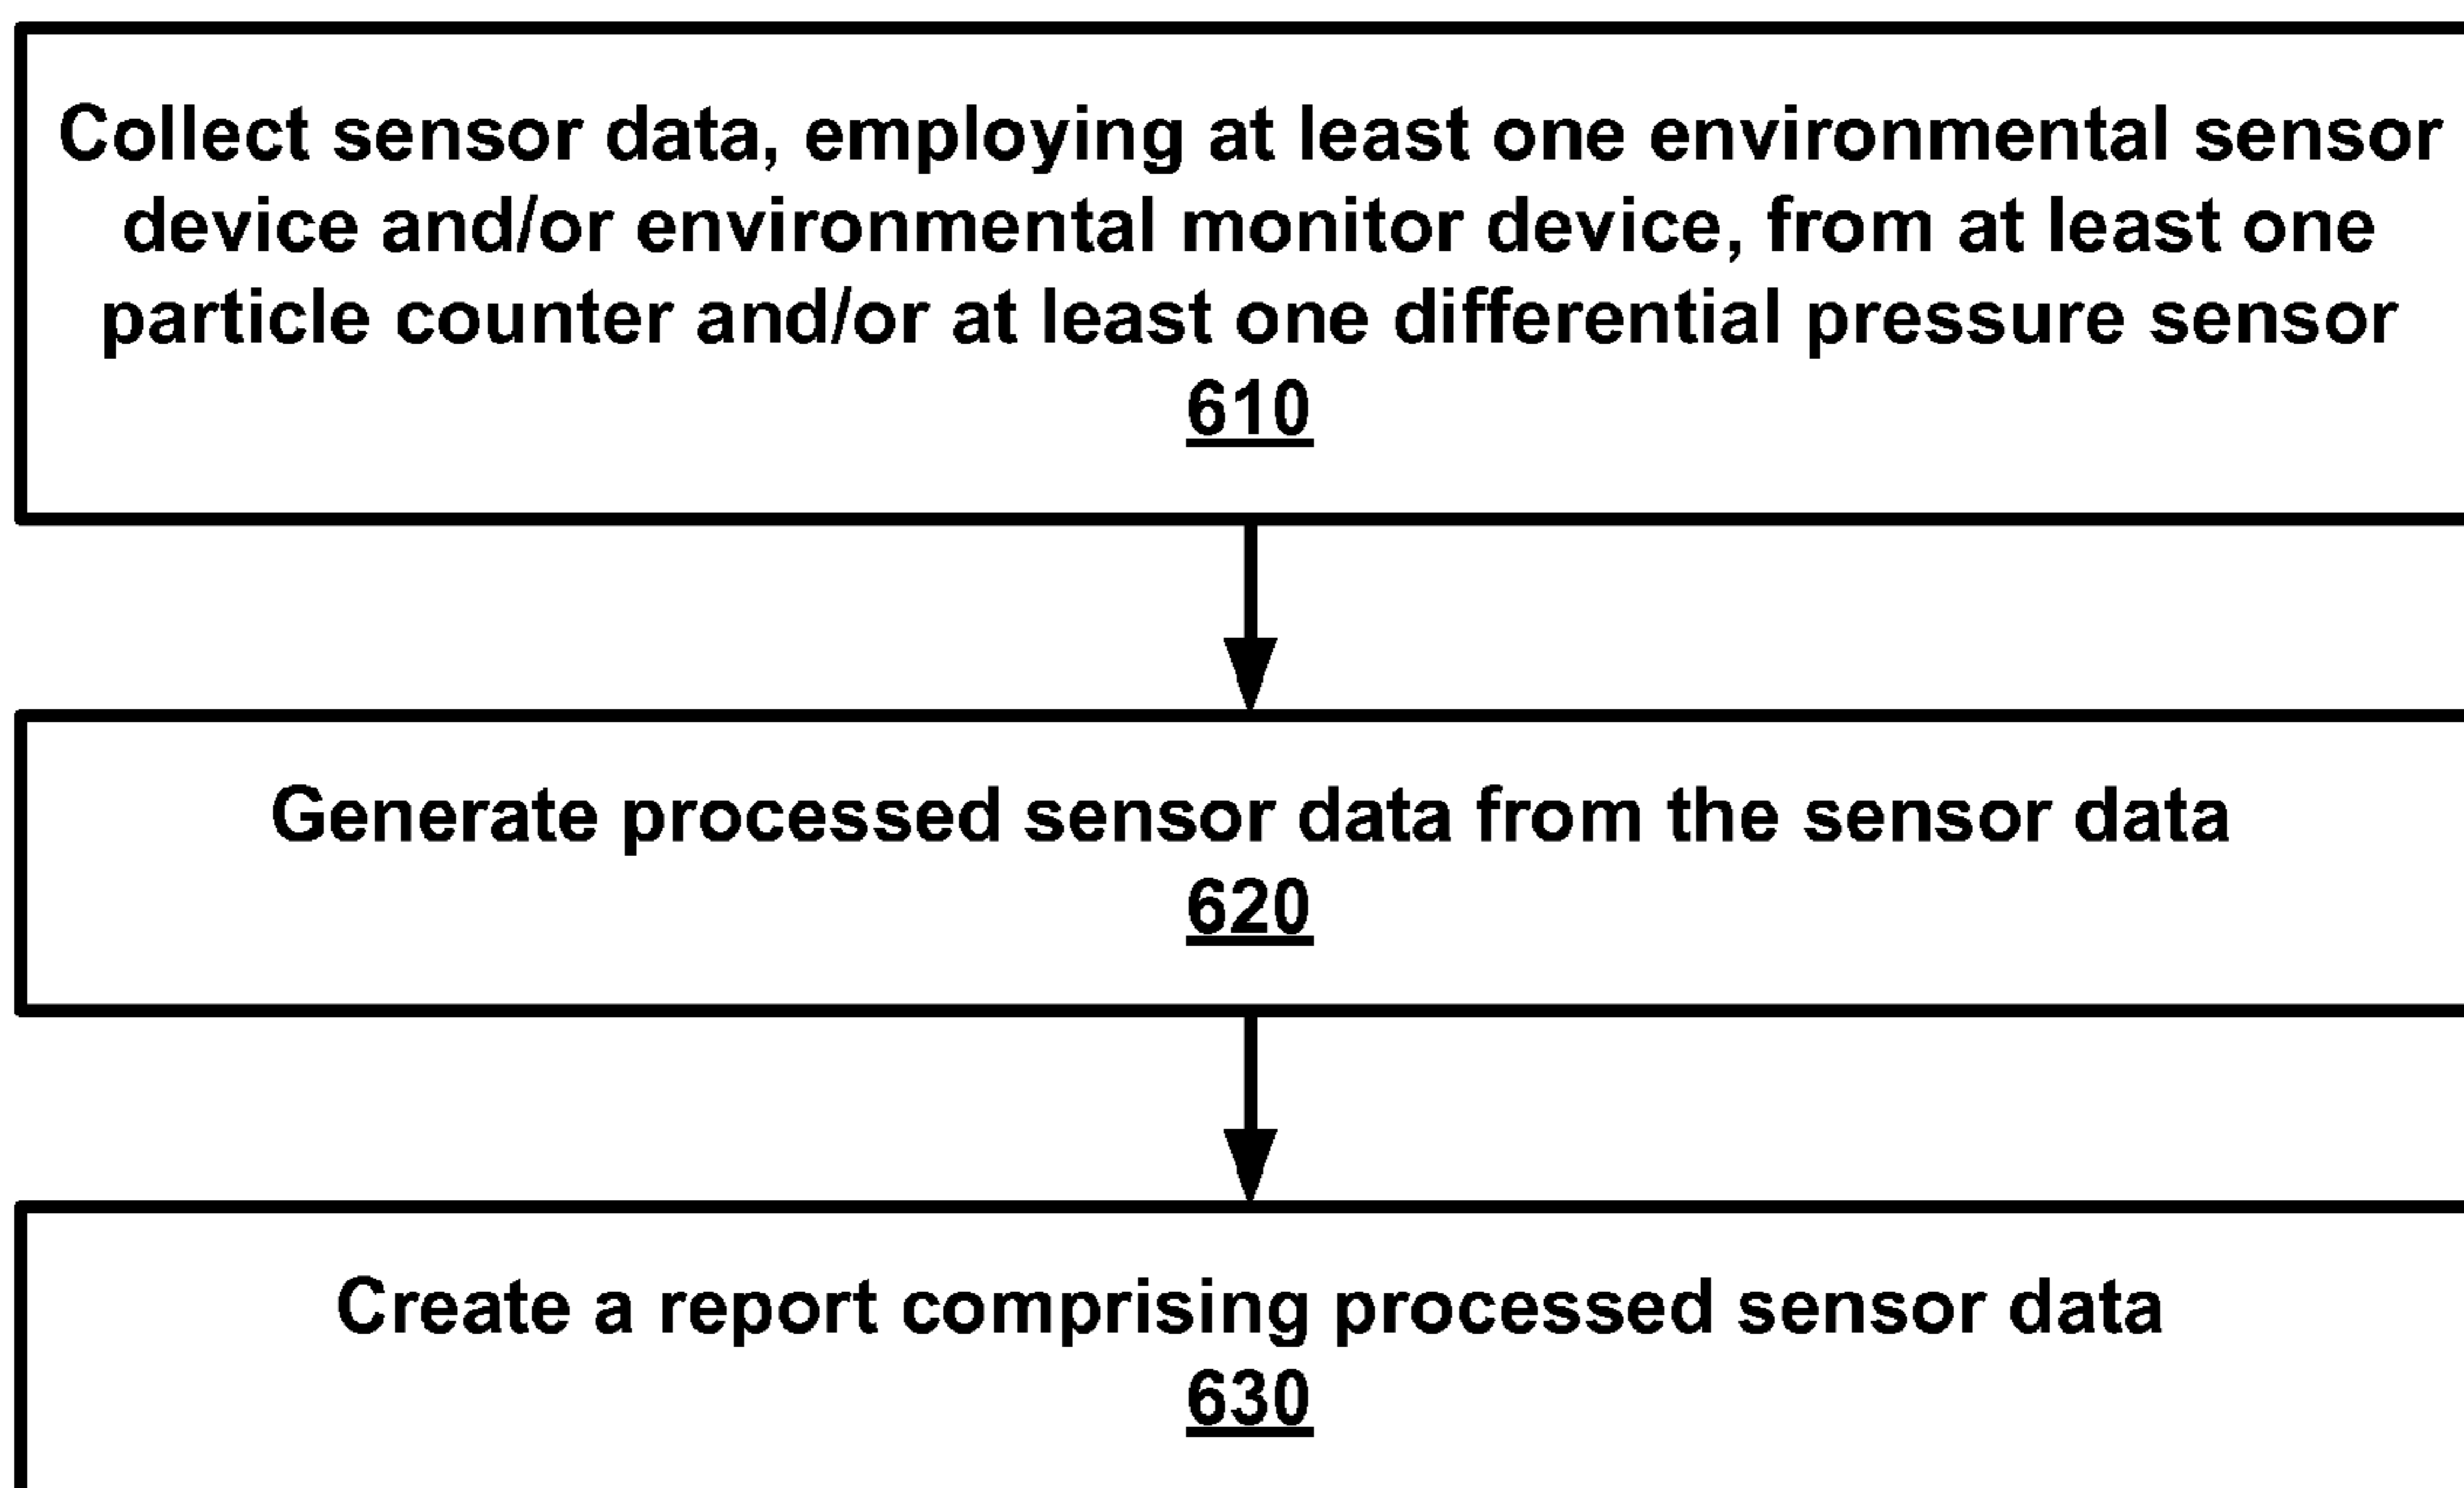 Collect sensor data, employing at least one environmental sensor
device and/or environmental monitor device, from at least one
particle counter and/or at least one differential pressure sensor
610
Generate processed sensor data from the sensor data
620
Create a report comprising processed sensor data
630